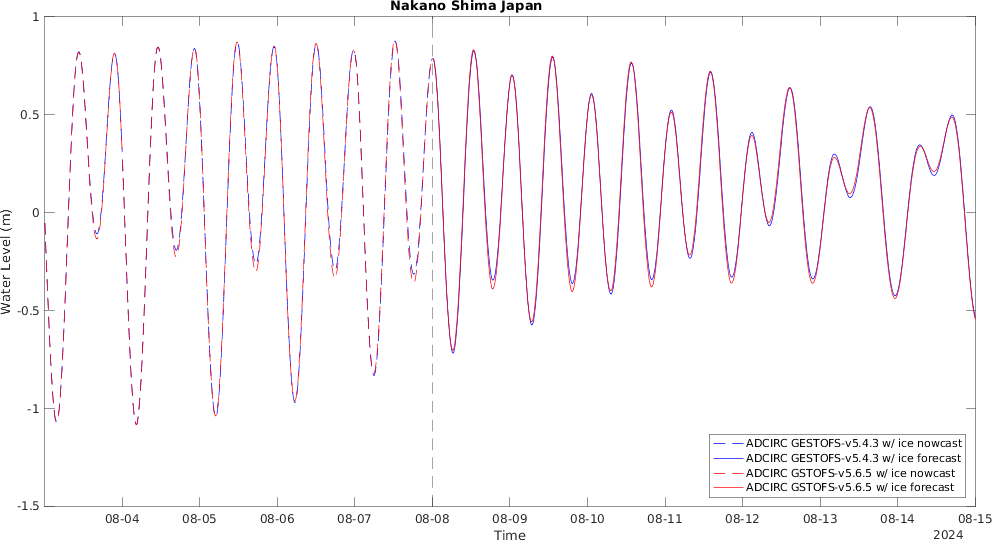 Nakano Shima Japan
1
0.5
0
-0.5
-1
-1.5
Water Level (m)
ADCIRC GESTOFS-v5.4.3 w/ ice nowcast
ADCIRC GESTOFS-v5.4.3 w/ ice forecast
ADCIRC GSTOFS-v5.6.5 w/ ice nowcast
ADCIRC GSTOFS-v5.6.5 w/ ice forecast
08-04 08-05 08-06 08-07 08-08 08-09 08-10 08-11 08-12 08-13 08-14 08-15
Time
2024